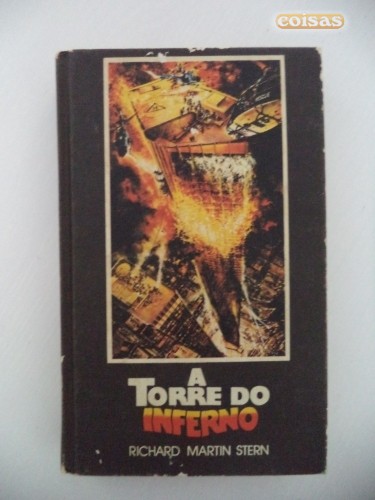 coisas
A
TORRE DO
INFERNO
RICHARD MARTIN STERN